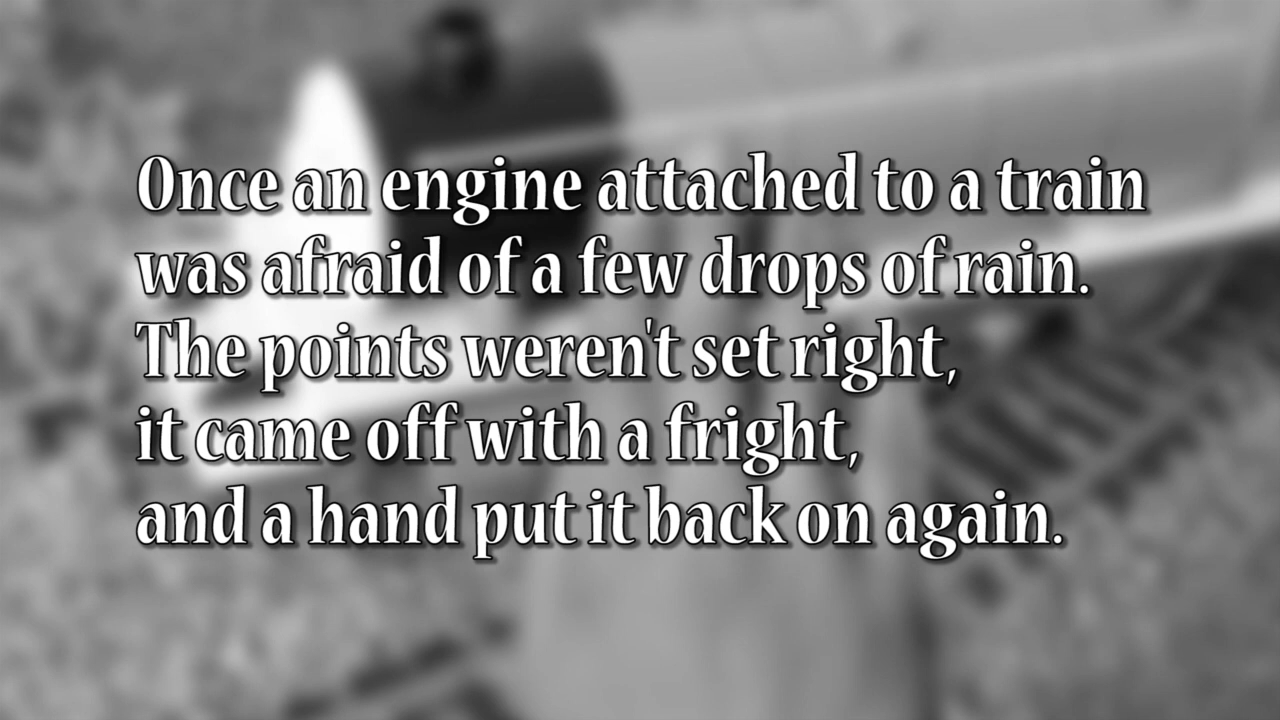 Once an engine attached to a train
was afraid of a few drops of rain.
The points weren't set right,
it came off with a fright,
and a hand put it back on again.